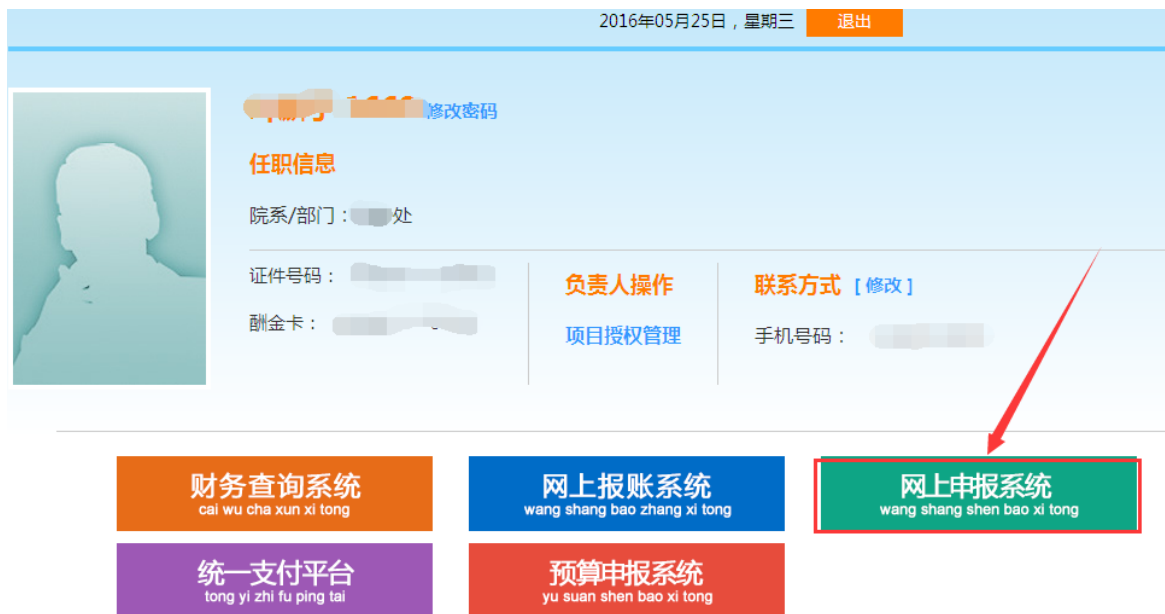 2016年05月25日，星期三 退出
修改密码
任职信息
院系/部门： 处
证件号码：
酬金卡：
负责人操作
项目授权管理
联系方式 [ 修改 ]
手机号码：
财务查询系统
cai wu cha xun xi tong
网上报账系统
wang shang bao zhang xi tong
网上申报系统
wang shang shen bao xi tong
统一支付平台
tong yi zhi fu ping tai
预算申报系统
yu suan shen bao xi tong